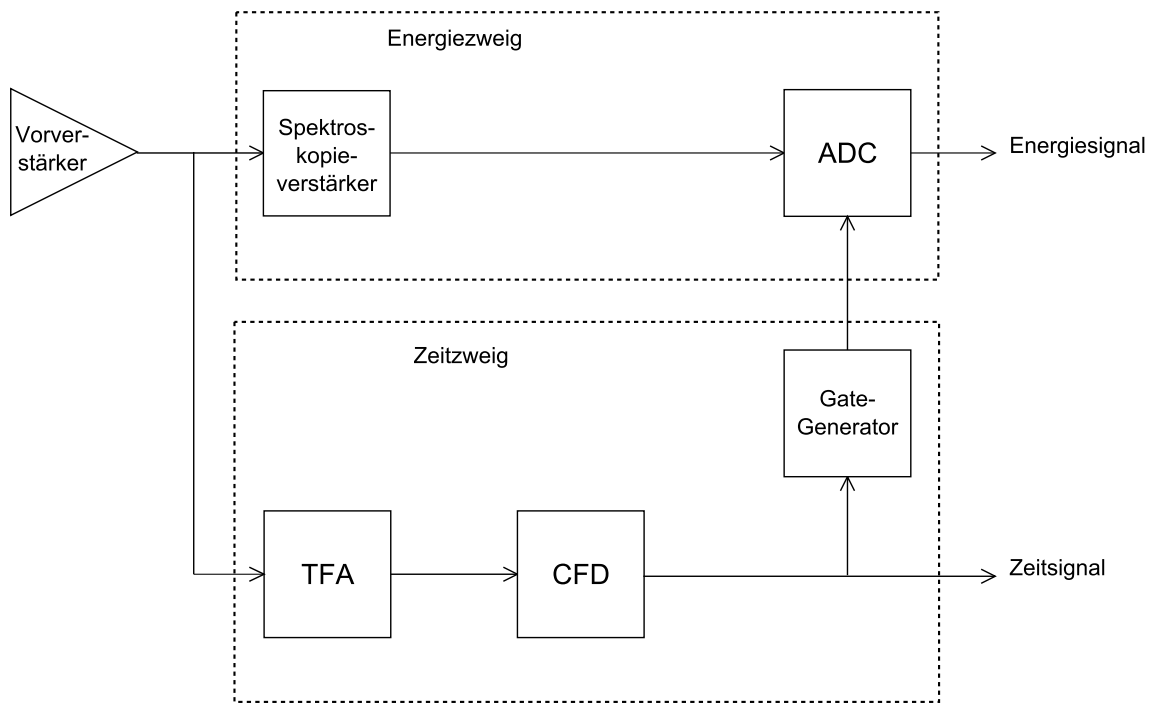 Energiezweig
Vorver-
stärker
Spektros-
kopie-
verstärker
ADC
Energiesignal
Zeitzweig
Gate-
Generator
TFA
CFD
Zeitsignal